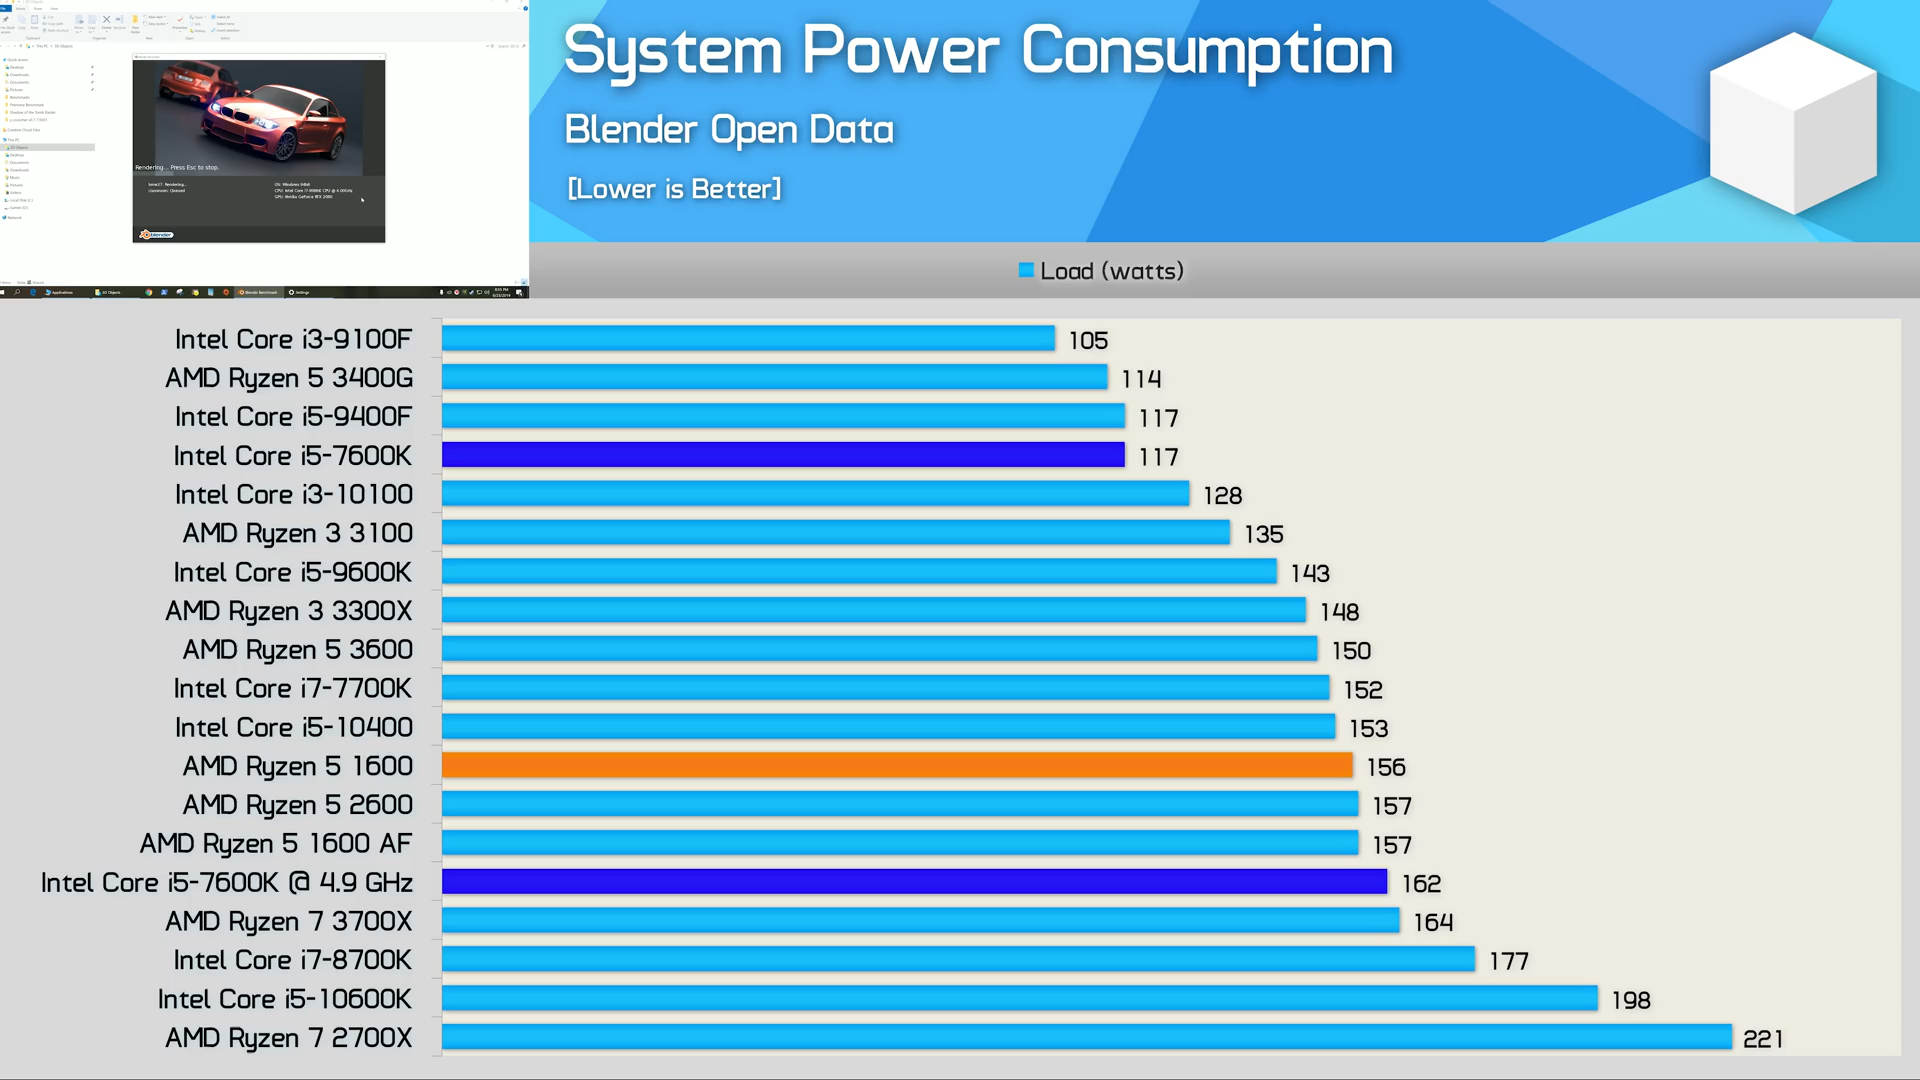 System Power Consumption
Blender Open Data
[Lower is Better]
Rendering... Press Esc to stop.
blender
Load (watts)
Intel Core i3-9100F 105
AMD Ryzen 5 3400G 114
Intel Core i5-9400F 117
Intel Core i5-7600K 117
Intel Core i3-10100 128
AMD Ryzen 3 3100 135
Intel Core i5-9600K 143
AMD Ryzen 3 3300X 148
AMD Ryzen 5 3600 150
Intel Core i7-7700K 152
Intel Core i5-10400 153
AMD Ryzen 5 1600 156
AMD Ryzen 5 2600 157
AMD Ryzen 5 1600 AF 157
Intel Core i5-7600K @ 4.9 GHz 162
AMD Ryzen 7 3700X 164
Intel Core i7-8700K 177
Intel Core i5-10600K 198
AMD Ryzen 7 2700X 221